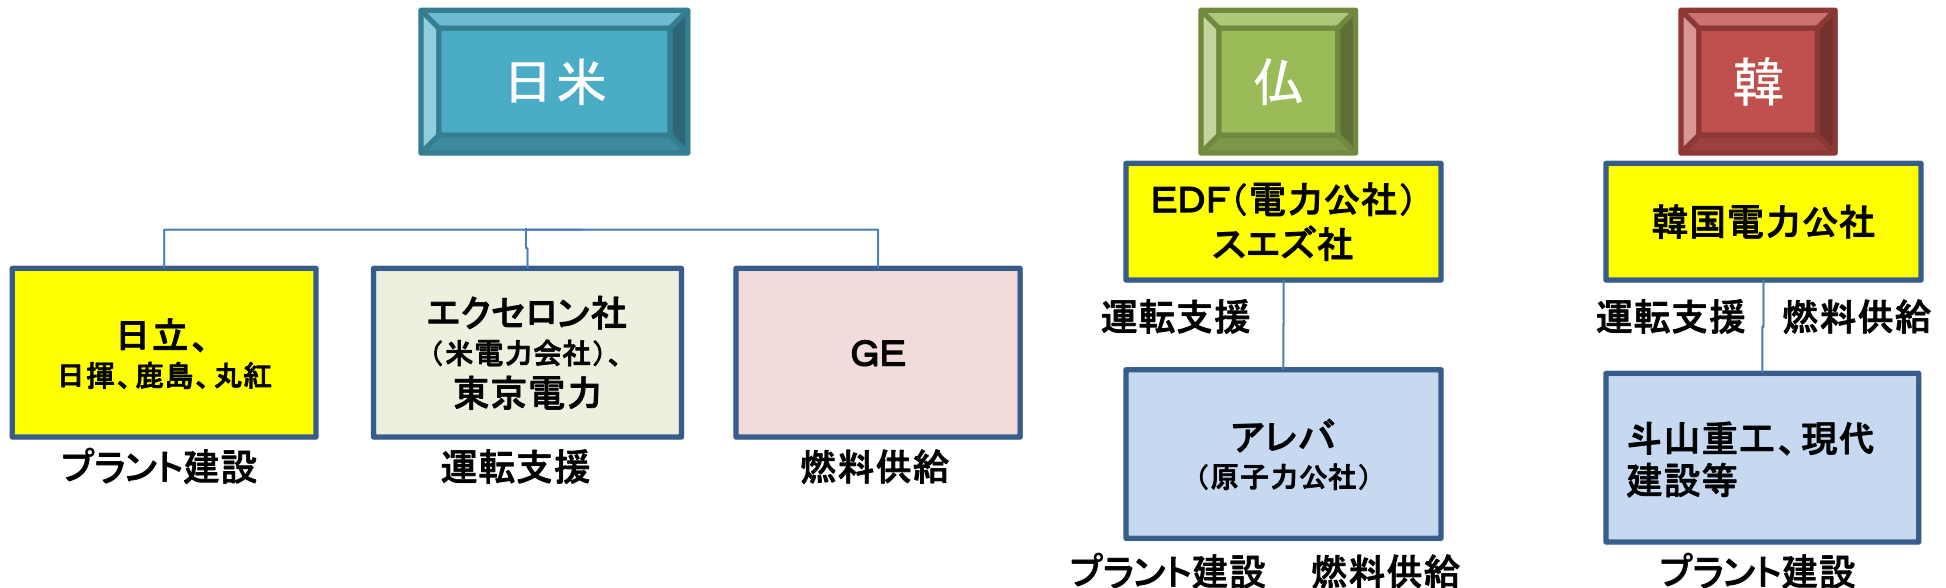 日米
日立、
日揮、鹿島、丸紅
プラント建設
エクセロン社
（米電力会社）、
東京電力
運転支援
GE
燃料供給
仏
EDF（電力公社）
スエズ社
運転支援
アレバ
（原子力公社）
プラント建設　燃料供給
韓
韓国電力公社
運転支援　燃料供給
斗山重工、現代
建設等
プラント建設